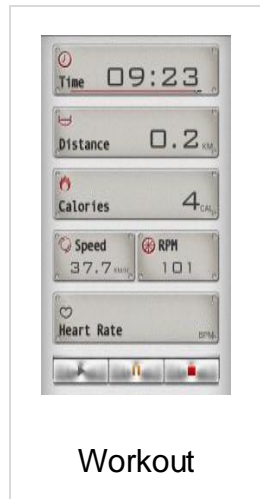 Time 09:23
Distance 0.2 KM
Calories 4 CAL
Speed RPM
37.7 KM/H 101
Heart Rate BPM
Workout